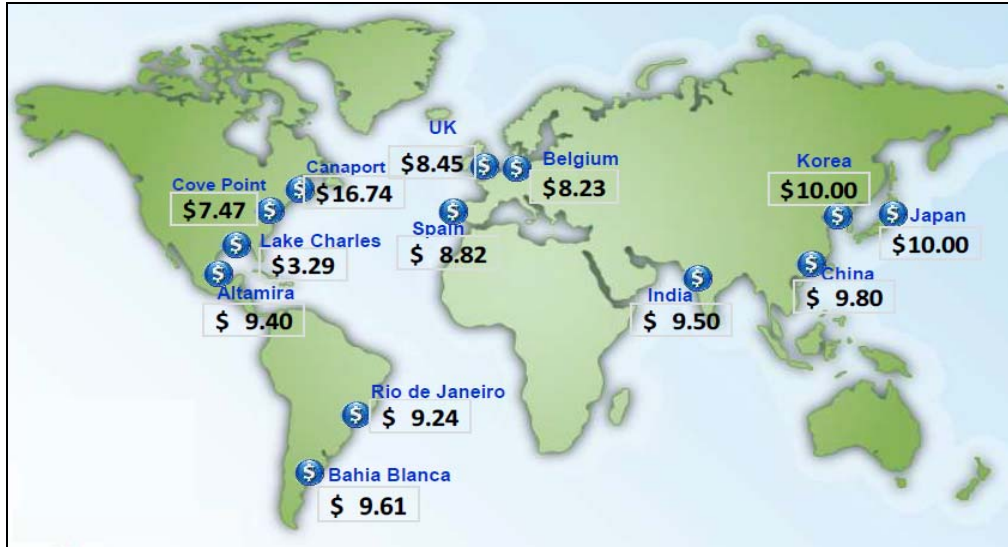 UK
$8.45
Belgium
$8.23
Canaport
$16.74
Cove Point
$7.47
Lake Charles
$3.29
Altamira
$ 9.40
Spain
$ 8.82
Korea
$10.00
Japan
$10.00
China
$ 9.80
India
$ 9.50
Rio de Janeiro
$ 9.24
Bahia Blanca
$ 9.61